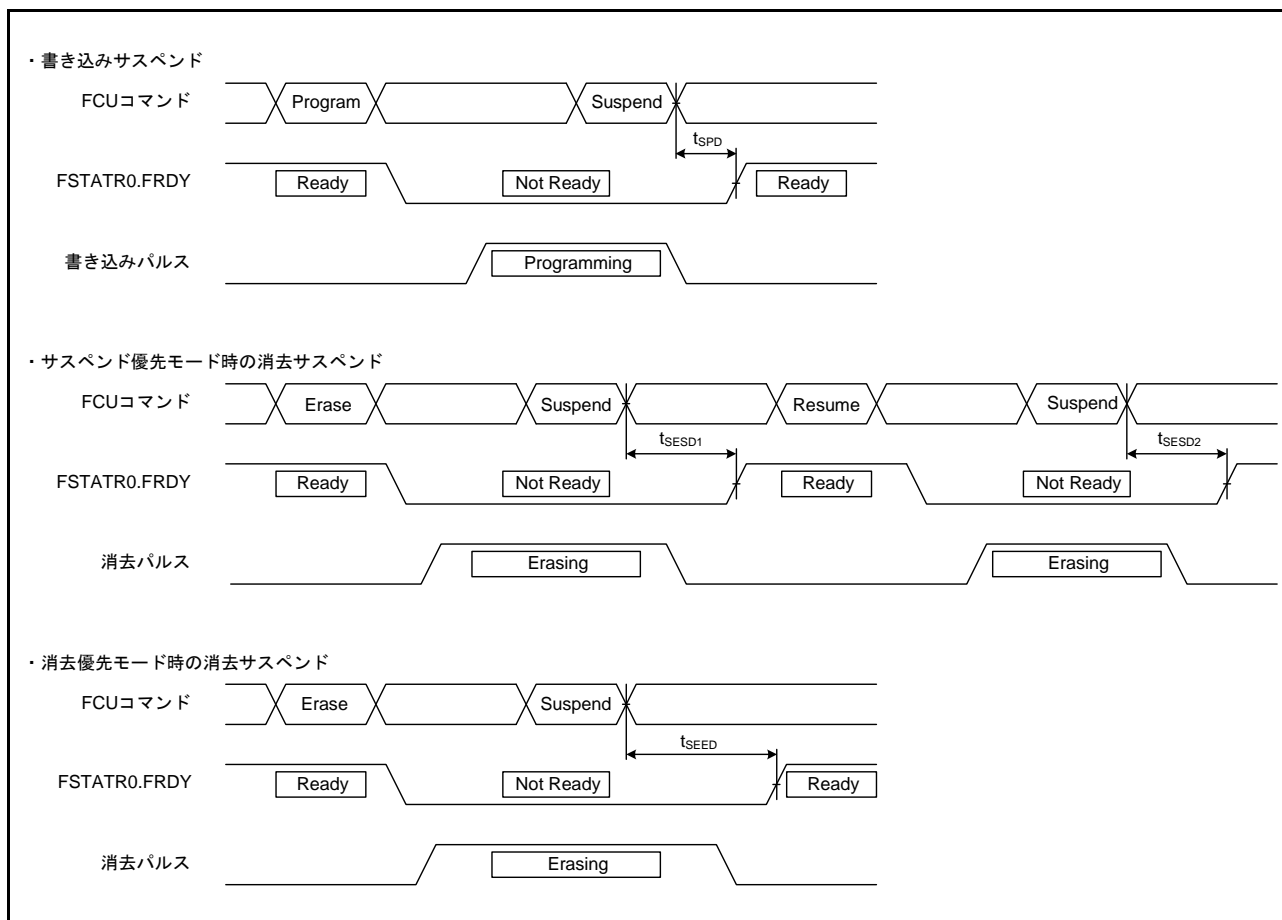 ・書き込みサスペンド
FCUコマンド Program Suspend
tSPD
FSTATR0.FRDY Ready Not Ready Ready
書き込みパルス Programming
・サスペンド優先モード時の消去サスペンド
FCUコマンド Erase Suspend Resume Suspend
tSESD1 tSESD2
FSTATR0.FRDY Ready Not Ready Ready Not Ready
消去パルス Erasing Erasing
・消去優先モード時の消去サスペンド
FCUコマンド Erase Suspend
tSEED
FSTATR0.FRDY Ready Not Ready Ready
消去パルス Erasing